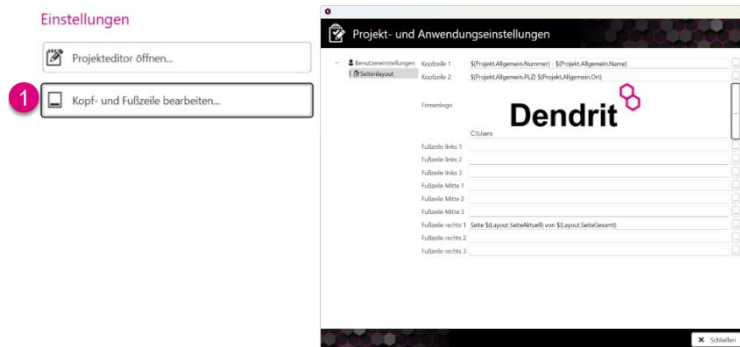 Einstellungen
Projekteditor öffnen...
1
Kopf- und Fußzeile bearbeiten...
Projekt- und Anwendungseinstellungen
Benutzereinstellungen
Seitenlayout
Kopfzeile 1 $(Projekt.Allgemein.Nummer) - $(Projekt.Allgemein.Name)
Kopfzeile 2 $(Projekt.Allgemein.PLZ) $(Projekt.Allgemein.Ort)
Firmenlogo
Dendrit
C:\Users
Fußzeile links 1
Fußzeile links 2
Fußzeile links 3
Fußzeile Mitte 1
Fußzeile Mitte 2
Fußzeile Mitte 3
Fußzeile rechts 1 Seite $(Layout.SeiteAktuell) von $(Layout.SeiteGesamt)
Fußzeile rechts 2
Fußzeile rechts 3
Schließen